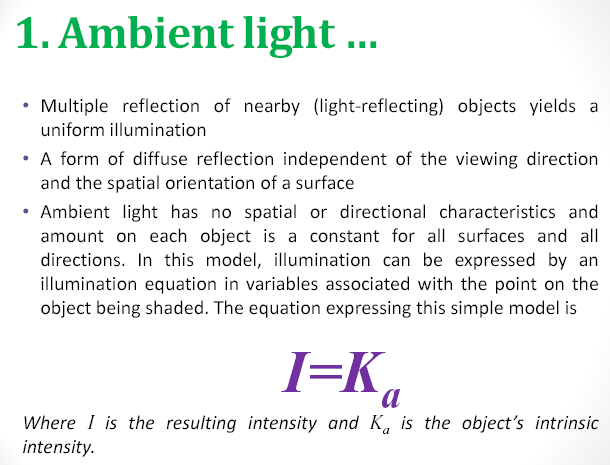 1. Ambient light ...
• Multiple reflection of nearby (light-reflecting) objects yields a
uniform illumination
• A form of diffuse reflection independent of the viewing direction
and the spatial orientation of a surface
• Ambient light has no spatial or directional characteristics and
amount on each object is a constant for all surfaces and all
directions. In this model, illumination can be expressed by an
illumination equation in variables associated with the point on the
object being shaded. The equation expressing this simple model is
I=Kₐ
Where I is the resulting intensity and Kₐ is the object’s intrinsic
intensity.